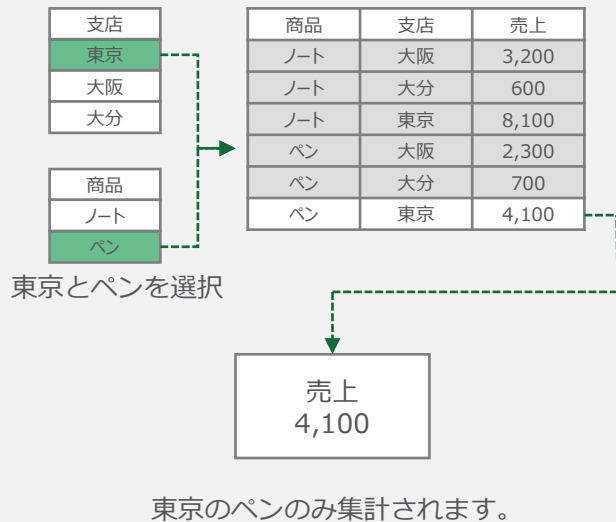 支店
東京
大阪
大分
商品
ノート
ペン
東京とペンを選択
商品 支店 売上
ノート 大阪 3,200
ノート 大分 600
ノート 東京 8,100
ペン 大阪 2,300
ペン 大分 700
ペン 東京 4,100
売上
4,100
東京のペンのみ集計されます。